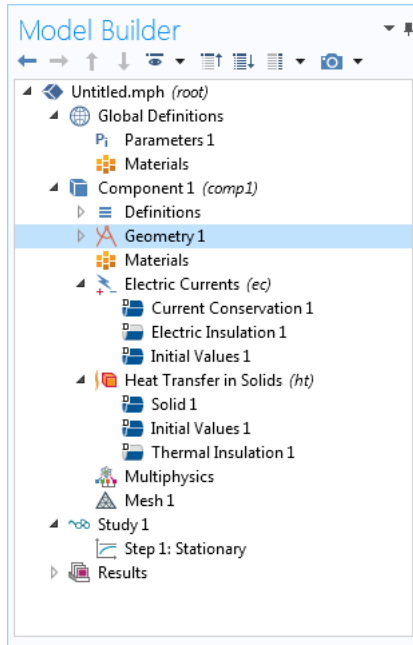 Model Builder
Untitled.mph (root)
Global Definitions
Pi Parameters 1
Materials
Component 1 (comp1)
Definitions
Geometry 1
Materials
Electric Currents (ec)
Current Conservation 1
Electric Insulation 1
Initial Values 1
Heat Transfer in Solids (ht)
Solid 1
Initial Values 1
Thermal Insulation 1
Multiphysics
Mesh 1
Study 1
Step 1: Stationary
Results